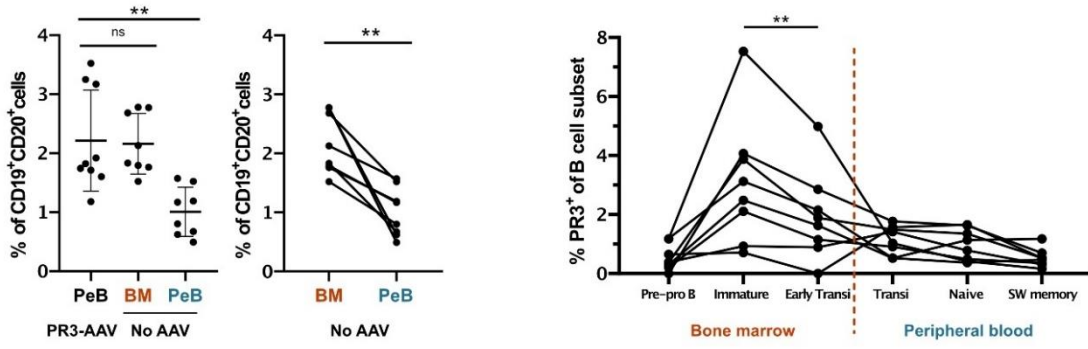 **
ns
% of CD19+CD20+cells
4
3
2
1
0
PeB BM PeB
PR3-AAV No AAV
**
% of CD19+CD20+cells
4
3
2
1
0
BM PeB
No AAV
**
% PR3+ of B cell subset
8
6
4
2
0
Pre-pro B Immature Early Transi Transi Naive SW memory
Bone marrow Peripheral blood